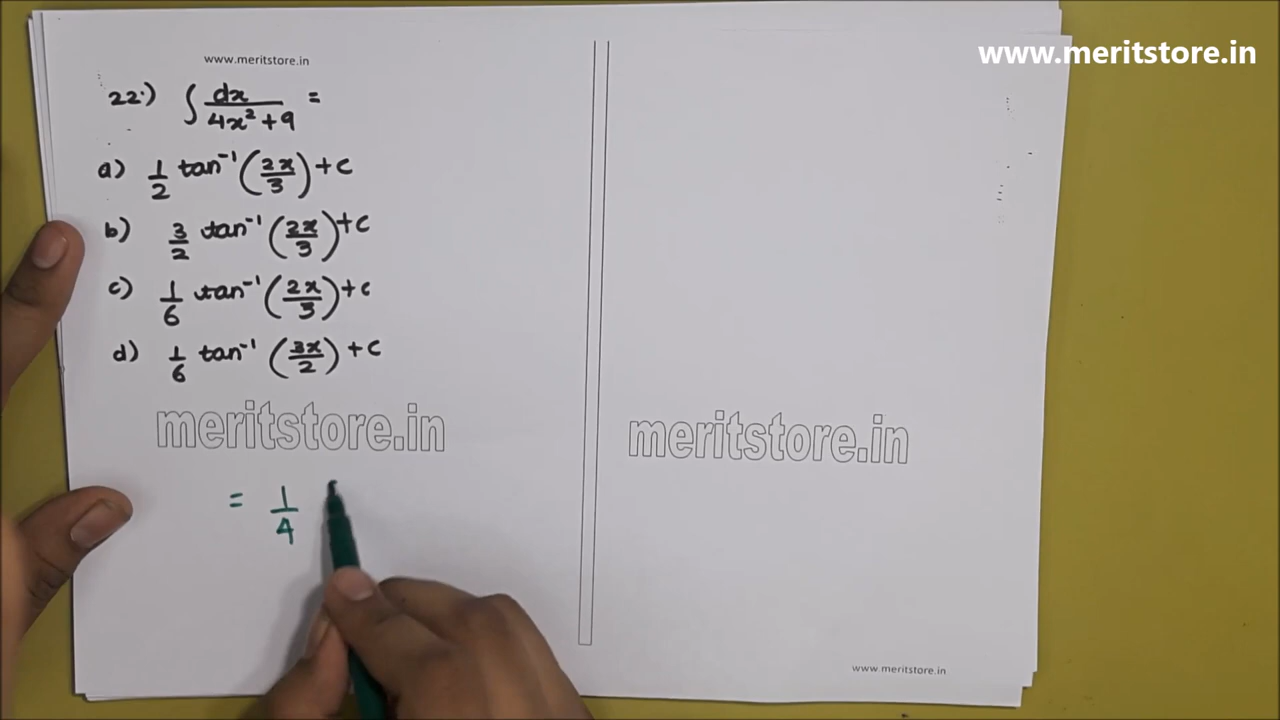 www.meritstore.in
www.meritstore.in
22.) ∫ dx / 4x² + 9 =
a) 1/2 tan⁻¹ (2x/3) + c
b) 3/2 tan⁻¹ (2x/3) + c
c) 1/6 tan⁻¹ (2x/3) + c
d) 1/6 tan⁻¹ (3x/2) + c
meritstore.in
meritstore.in
= 1/4
www.meritstore.in